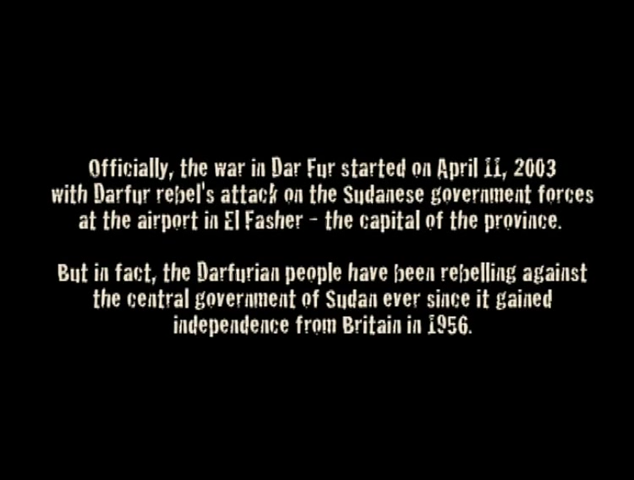 Officially, the war in Dar Fur started on April 11, 2003
with Darfur rebel's attack on the Sudanese government forces
at the airport in El Fasher - the capital of the province.
But in fact, the Darfurian people have been rebelling against
the central government of Sudan ever since it gained
independence from Britain in 1956.